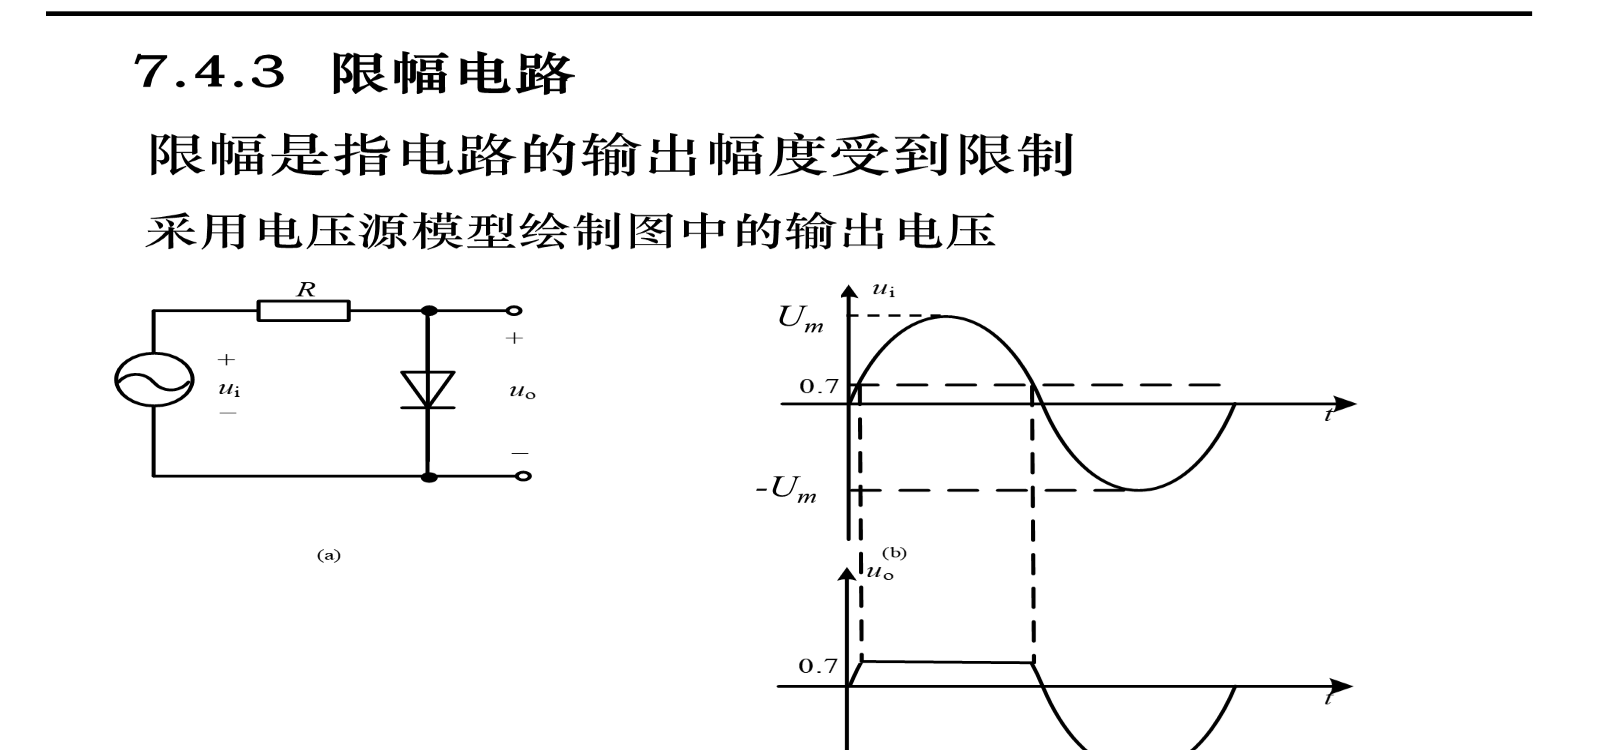 7.4.3 限幅电路
限幅是指电路的输出幅度受到限制
采用电压源模型绘制图中的输出电压
R
+
ui
−
+
uo
−
(a)
ui
Um
0.7
t
-Um
(b)
uo
0.7
t